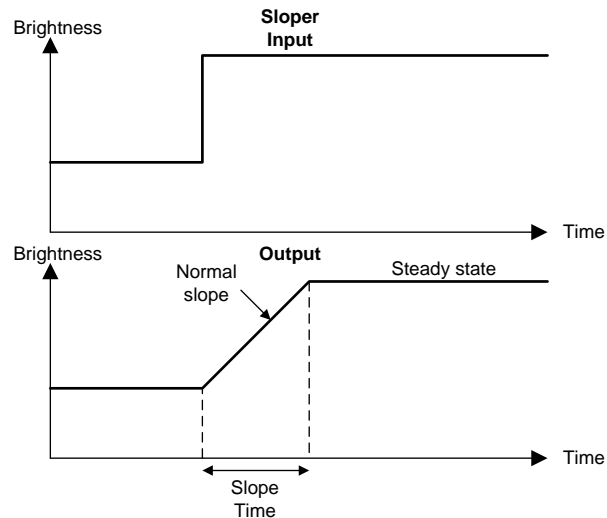 Brightness
Sloper
Input
Time
Brightness
Output
Normal
slope
Steady state
Time
Slope
Time